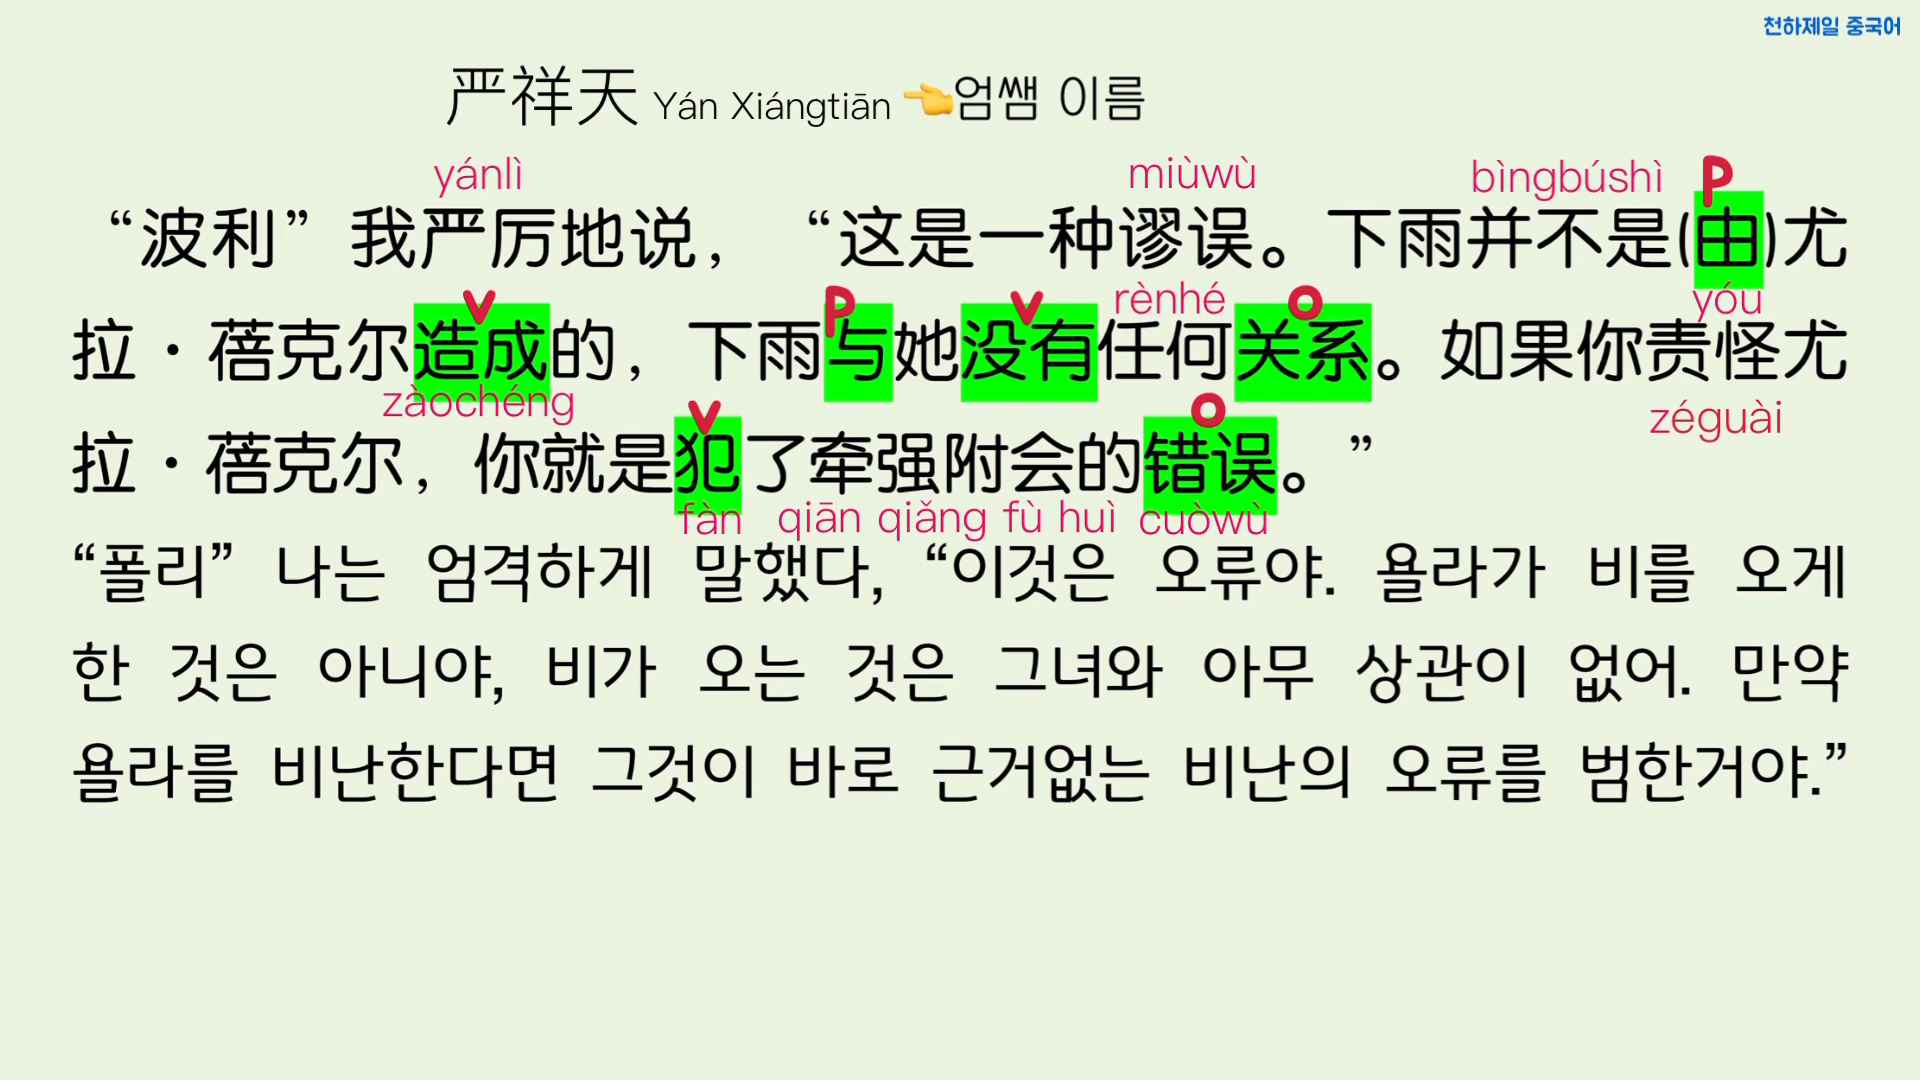 천하제일 중국어
严祥天 Yán Xiángtiān 👈엄쌤 이름
yánlì miùwù bìngbúshì P
“波利”我严厉地说，“这是一种谬误。下雨并不是(由)尤
V P V rènhé O yóu
拉·蓓克尔造成的，下雨与她没有任何关系。如果你责怪尤
zàochéng V O zéguài
拉·蓓克尔，你就是犯了牵强附会的错误。”
fàn qiān qiǎng fù huì cuòwù
“폴리” 나는 엄격하게 말했다, “이것은 오류야. 욜라가 비를 오게
한 것은 아니야, 비가 오는 것은 그녀와 아무 상관이 없어. 만약
욜라를 비난한다면 그것이 바로 근거없는 비난의 오류를 범한거야.”